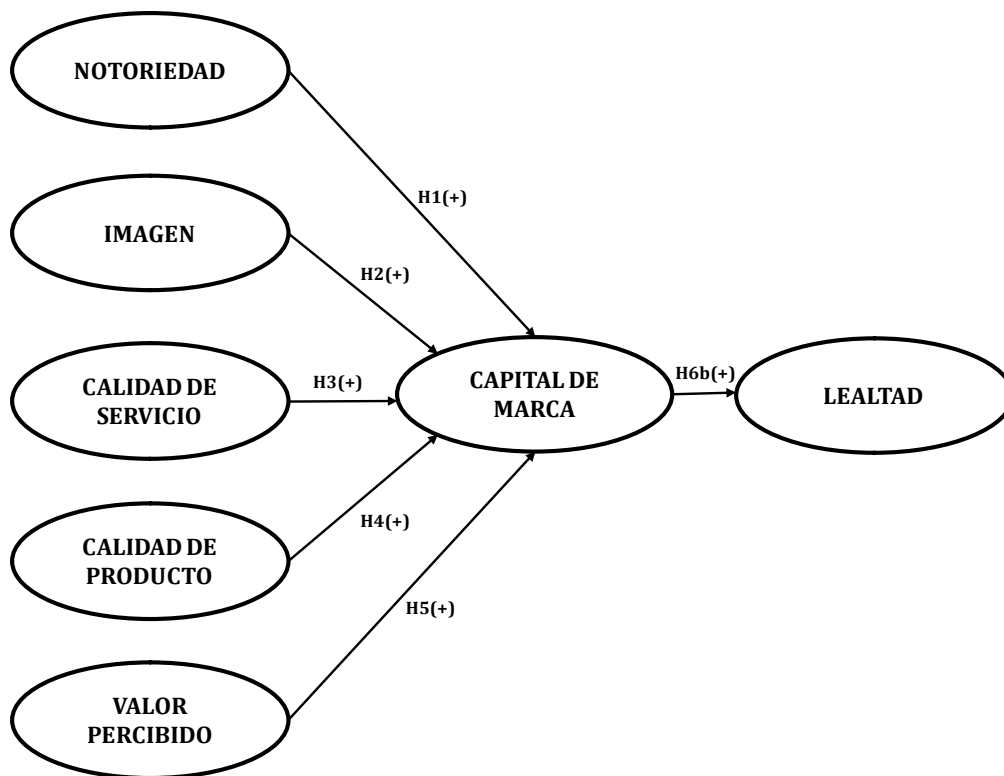 NOTORIEDAD
H1(+)
IMAGEN
H2(+)
CALIDAD DE
SERVICIO
H3(+)
CAPITAL DE
MARCA
H6b(+)
LEALTAD
CALIDAD DE
PRODUCTO
H4(+)
H5(+)
VALOR
PERCIBIDO